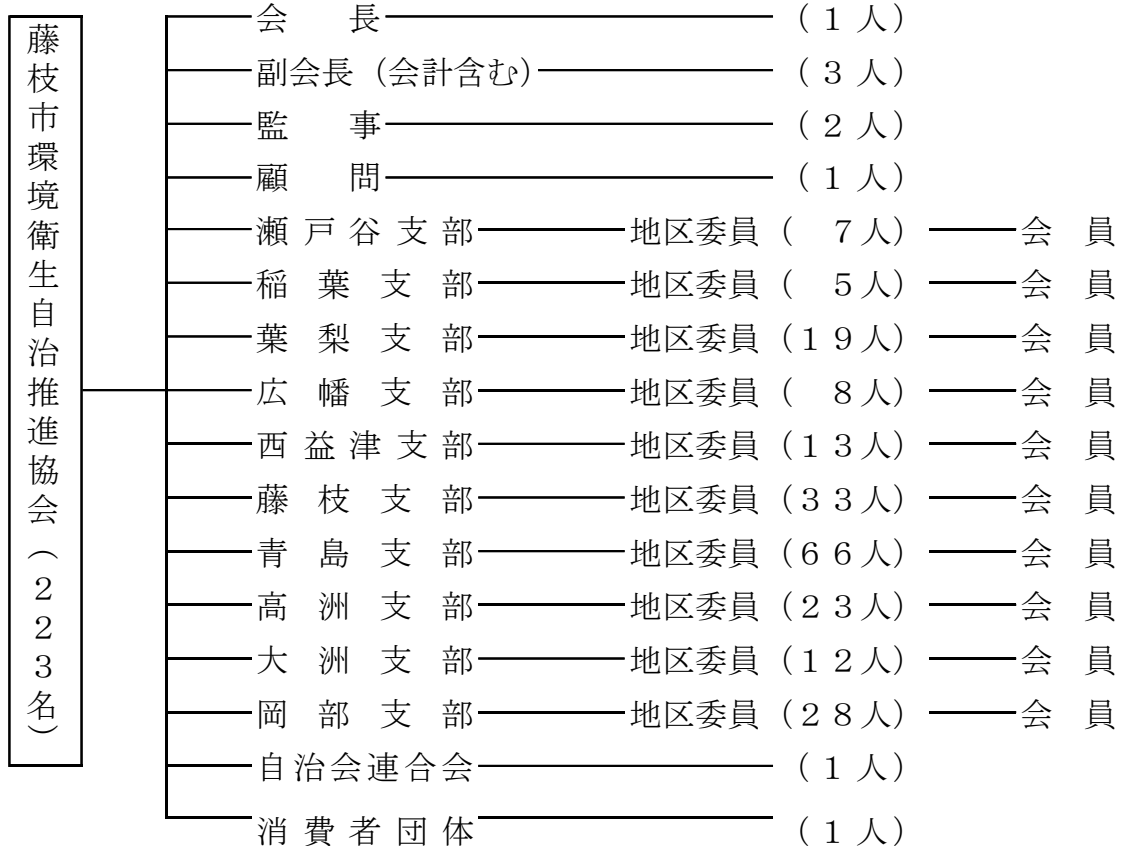 藤枝市環境衛生自治推進協会(223名)
会長 (1人)
副会長(会計含む) (3人)
監事 (2人)
顧問 (1人)
瀬戸谷支部 地区委員(7人) 会員
稲葉支部 地区委員(5人) 会員
葉梨支部 地区委員(19人) 会員
広幡支部 地区委員(8人) 会員
西益津支部 地区委員(13人) 会員
藤枝支部 地区委員(33人) 会員
青島支部 地区委員(66人) 会員
高洲支部 地区委員(23人) 会員
大洲支部 地区委員(12人) 会員
岡部支部 地区委員(28人) 会員
自治会連合会 (1人)
消費者団体 (1人)